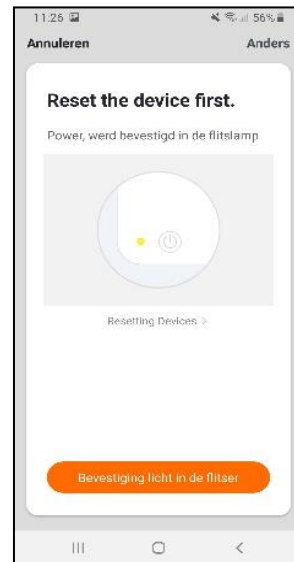 11:26 56%
Annuleren Anders
Reset the device first.
Power, werd bevestigd in de flitslamp
Resetting Devices >
Bevestiging licht in de flitser